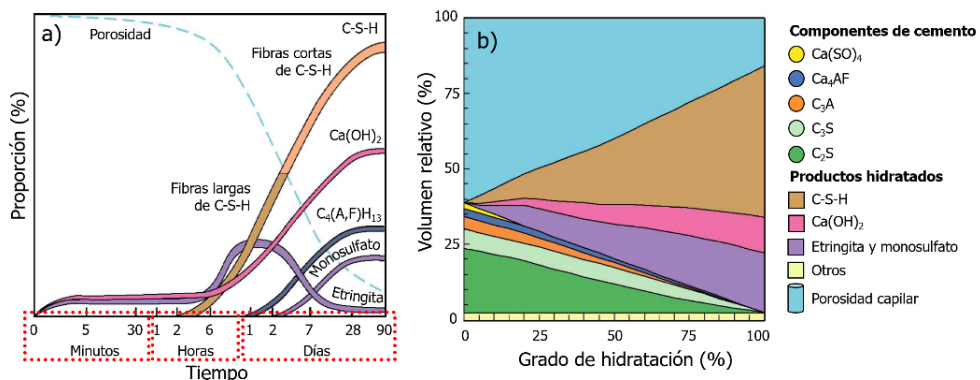 a)
Proporción (%)
Porosidad
C-S-H
Fibras cortas
de C-S-H
Ca(OH)2
Fibras largas
de C-S-H
C4(A,F)H13
Monosulfato
Etringita
0 5 30 1 2 6 1 2 7 28 90
Minutos Horas Días
Tiempo
b)
Volumen relativo (%)
100
75
50
25
0
0 25 50 75 100
Grado de hidratación (%)
Componentes de cemento
Ca(SO)4
Ca4AF
C3A
C3S
C2S
Productos hidratados
C-S-H
Ca(OH)2
Etringita y monosulfato
Otros
Porosidad capilar